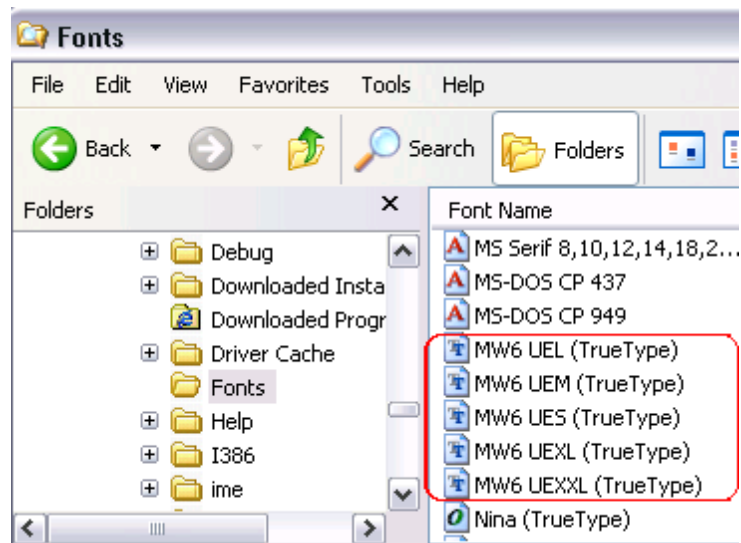 Fonts
File Edit View Favorites Tools Help
Back Search Folders
Folders
Debug
Downloaded Insta
Downloaded Progr
Driver Cache
Fonts
Help
I386
ime
Font Name
MS Serif 8,10,12,14,18,2...
MS-DOS CP 437
MS-DOS CP 949
MW6 UEL (TrueType)
MW6 UEM (TrueType)
MW6 UES (TrueType)
MW6 UEXL (TrueType)
MW6 UEXXL (TrueType)
Nina (TrueType)